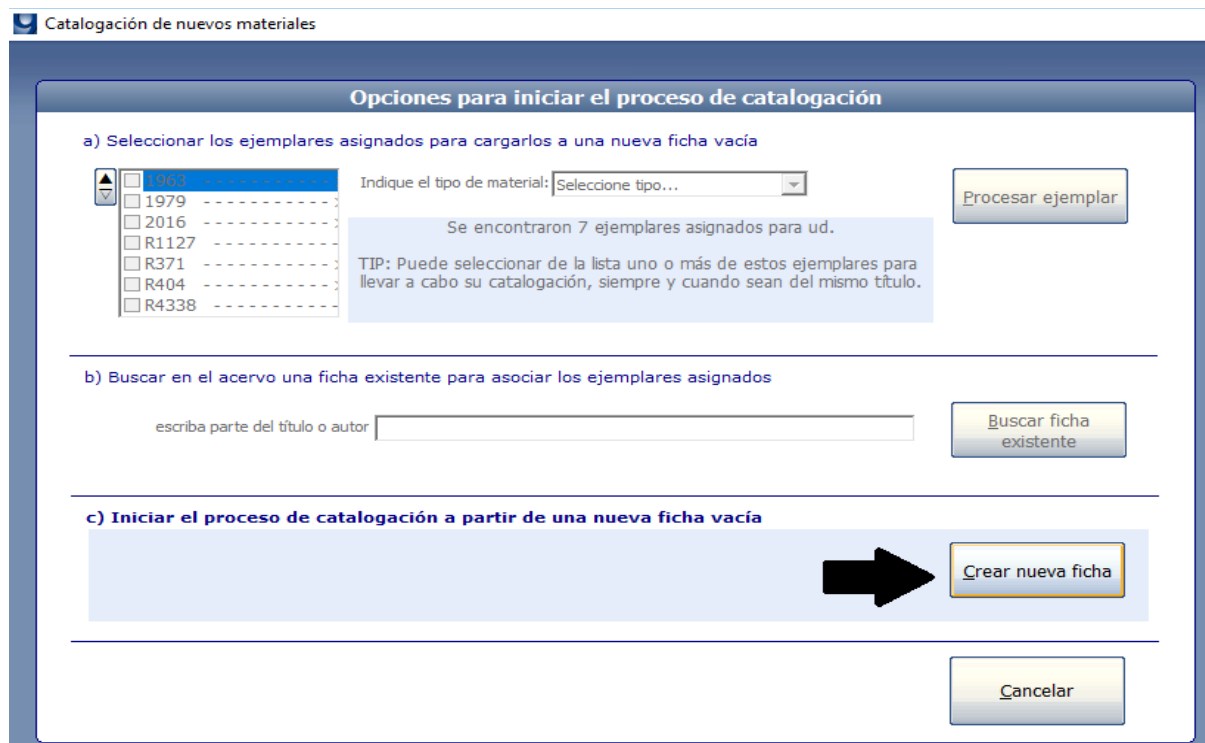 Catalogación de nuevos materiales
Opciones para iniciar el proceso de catalogación
a) Seleccionar los ejemplares asignados para cargarlos a una nueva ficha vacía
1963 - - - - - - - - - - -
1979 - - - - - - - - - - -
2016 - - - - - - - - - - -
R1127 - - - - - - - - - - -
R371 - - - - - - - - - - -
R404 - - - - - - - - - - -
R4338 - - - - - - - - - - -
Indique el tipo de material: Seleccione tipo...
Se encontraron 7 ejemplares asignados para ud.
TIP: Puede seleccionar de la lista uno o más de estos ejemplares para
llevar a cabo su catalogación, siempre y cuando sean del mismo título.
Procesar ejemplar
b) Buscar en el acervo una ficha existente para asociar los ejemplares asignados
escriba parte del título o autor
Buscar ficha
existente
c) Iniciar el proceso de catalogación a partir de una nueva ficha vacía
Crear nueva ficha
Cancelar